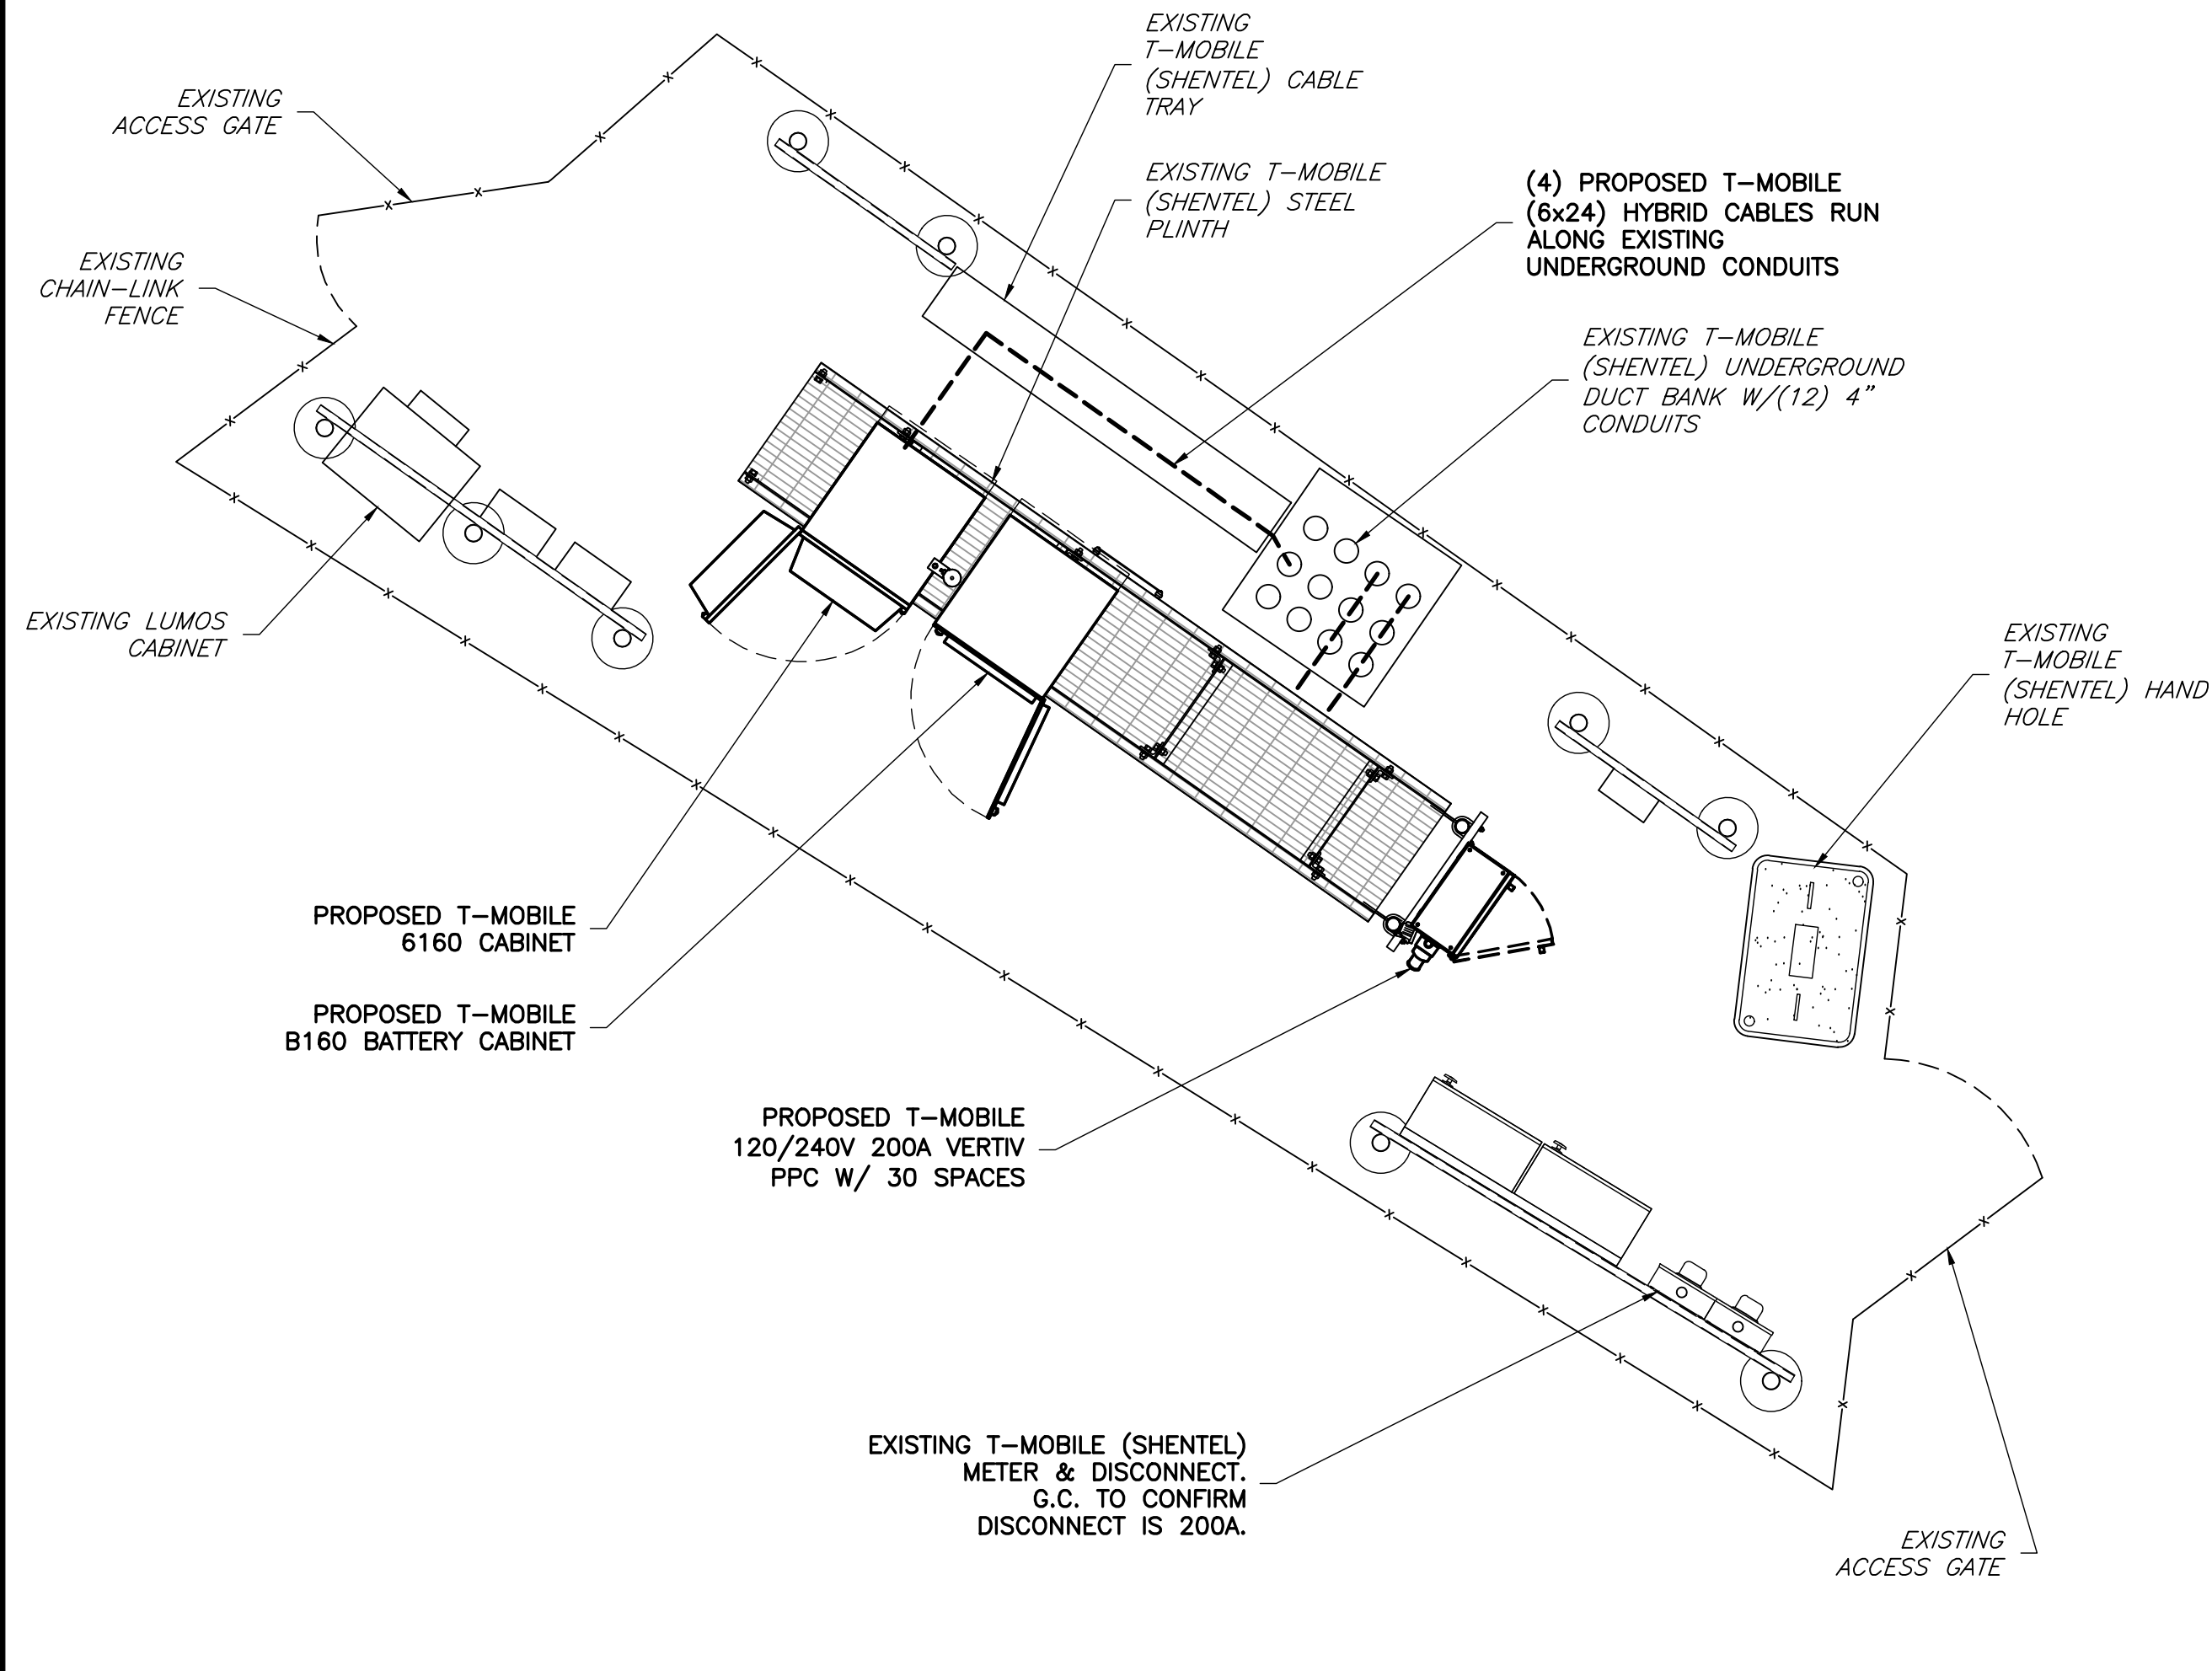 EXISTING
T-MOBILE
(SHENTEL) CABLE
TRAY
EXISTING
ACCESS GATE
EXISTING T-MOBILE
(SHENTEL) STEEL
PLINTH
(4) PROPOSED T-MOBILE
(6x24) HYBRID CABLES RUN
ALONG EXISTING
UNDERGROUND CONDUITS
EXISTING
CHAIN-LINK
FENCE
EXISTING T-MOBILE
(SHENTEL) UNDERGROUND
DUCT BANK W/(12) 4"
CONDUITS
EXISTING LUMOS
CABINET
EXISTING
T-MOBILE
(SHENTEL) HAND
HOLE
PROPOSED T-MOBILE
6160 CABINET
PROPOSED T-MOBILE
B160 BATTERY CABINET
PROPOSED T-MOBILE
120/240V 200A VERTIV
PPC W/ 30 SPACES
EXISTING T-MOBILE (SHENTEL)
METER & DISCONNECT.
G.C. TO CONFIRM
DISCONNECT IS 200A.
EXISTING
ACCESS GATE